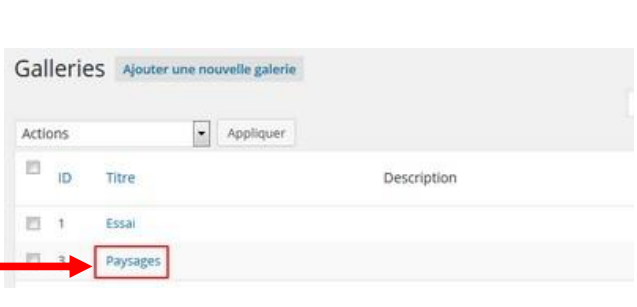 Galleries Ajouter une nouvelle galerie
Actions Appliquer
ID Titre Description
1 Essai
3 Paysages